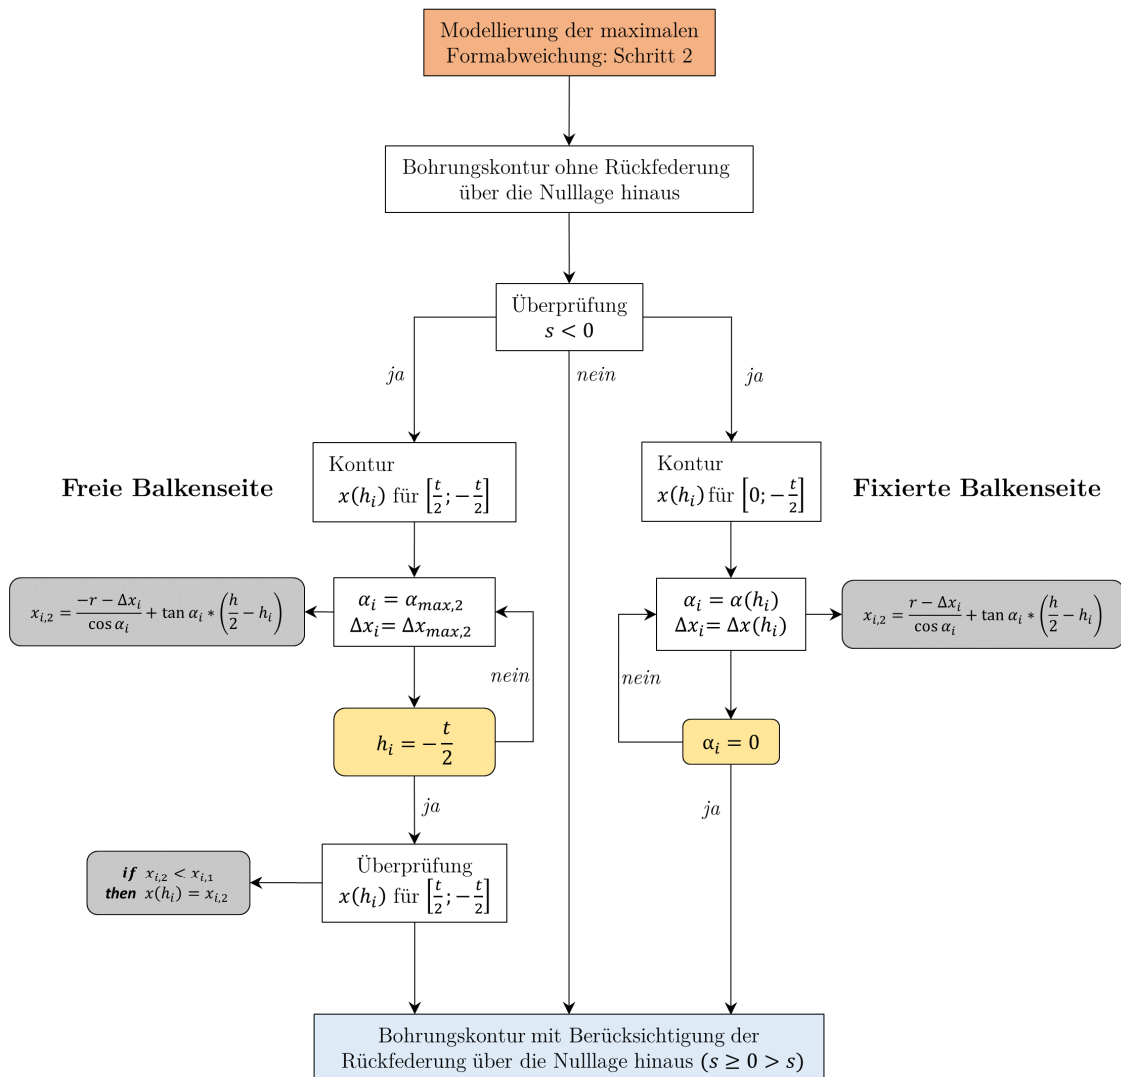 Modellierung der maximalen
Formabweichung: Schritt 2
Bohrungskontur ohne Rückfederung
über die Nulllage hinaus
Überprüfung
s < 0
ja
nein
ja
Freie Balkenseite
Kontur
x(h_i) für [t/2; −t/2]
Kontur
x(h_i) für [0; −t/2]
Fixierte Balkenseite
x_{i,2} = (−r − Δx_i)/(cos α_i) + tan α_i * (h/2 − h_i)
α_i = α_{max,2}
Δx_i = Δx_{max,2}
α_i = α(h_i)
Δx_i = Δx(h_i)
x_{i,2} = (r − Δx_i)/(cos α_i) + tan α_i * (h/2 − h_i)
nein
nein
h_i = −t/2
α_i = 0
ja
ja
if x_{i,2} < x_{i,1}
then x(h_i) = x_{i,2}
Überprüfung
x(h_i) für [t/2; −t/2]
Bohrungskontur mit Berücksichtigung der
Rückfederung über die Nulllage hinaus (s ≥ 0 > s)